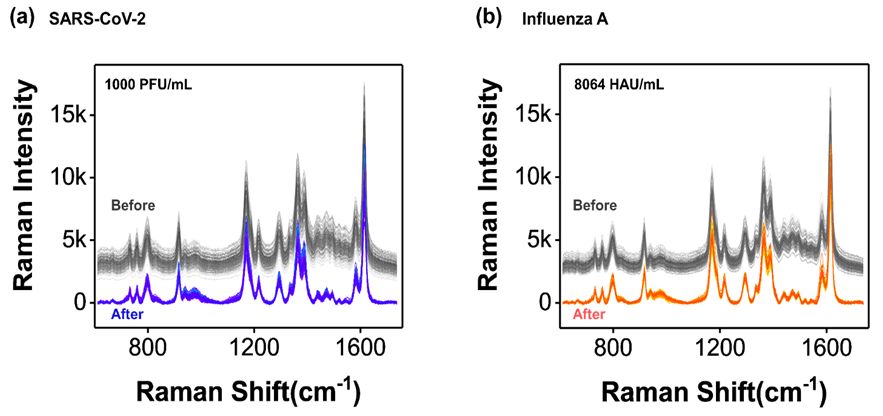 (a) SARS-CoV-2
1000 PFU/mL
Raman Intensity
15k
10k
5k
0
Before
After
800 1200 1600
Raman Shift(cm⁻¹)
(b) Influenza A
8064 HAU/mL
Raman Intensity
15k
10k
5k
0
Before
After
800 1200 1600
Raman Shift(cm⁻¹)